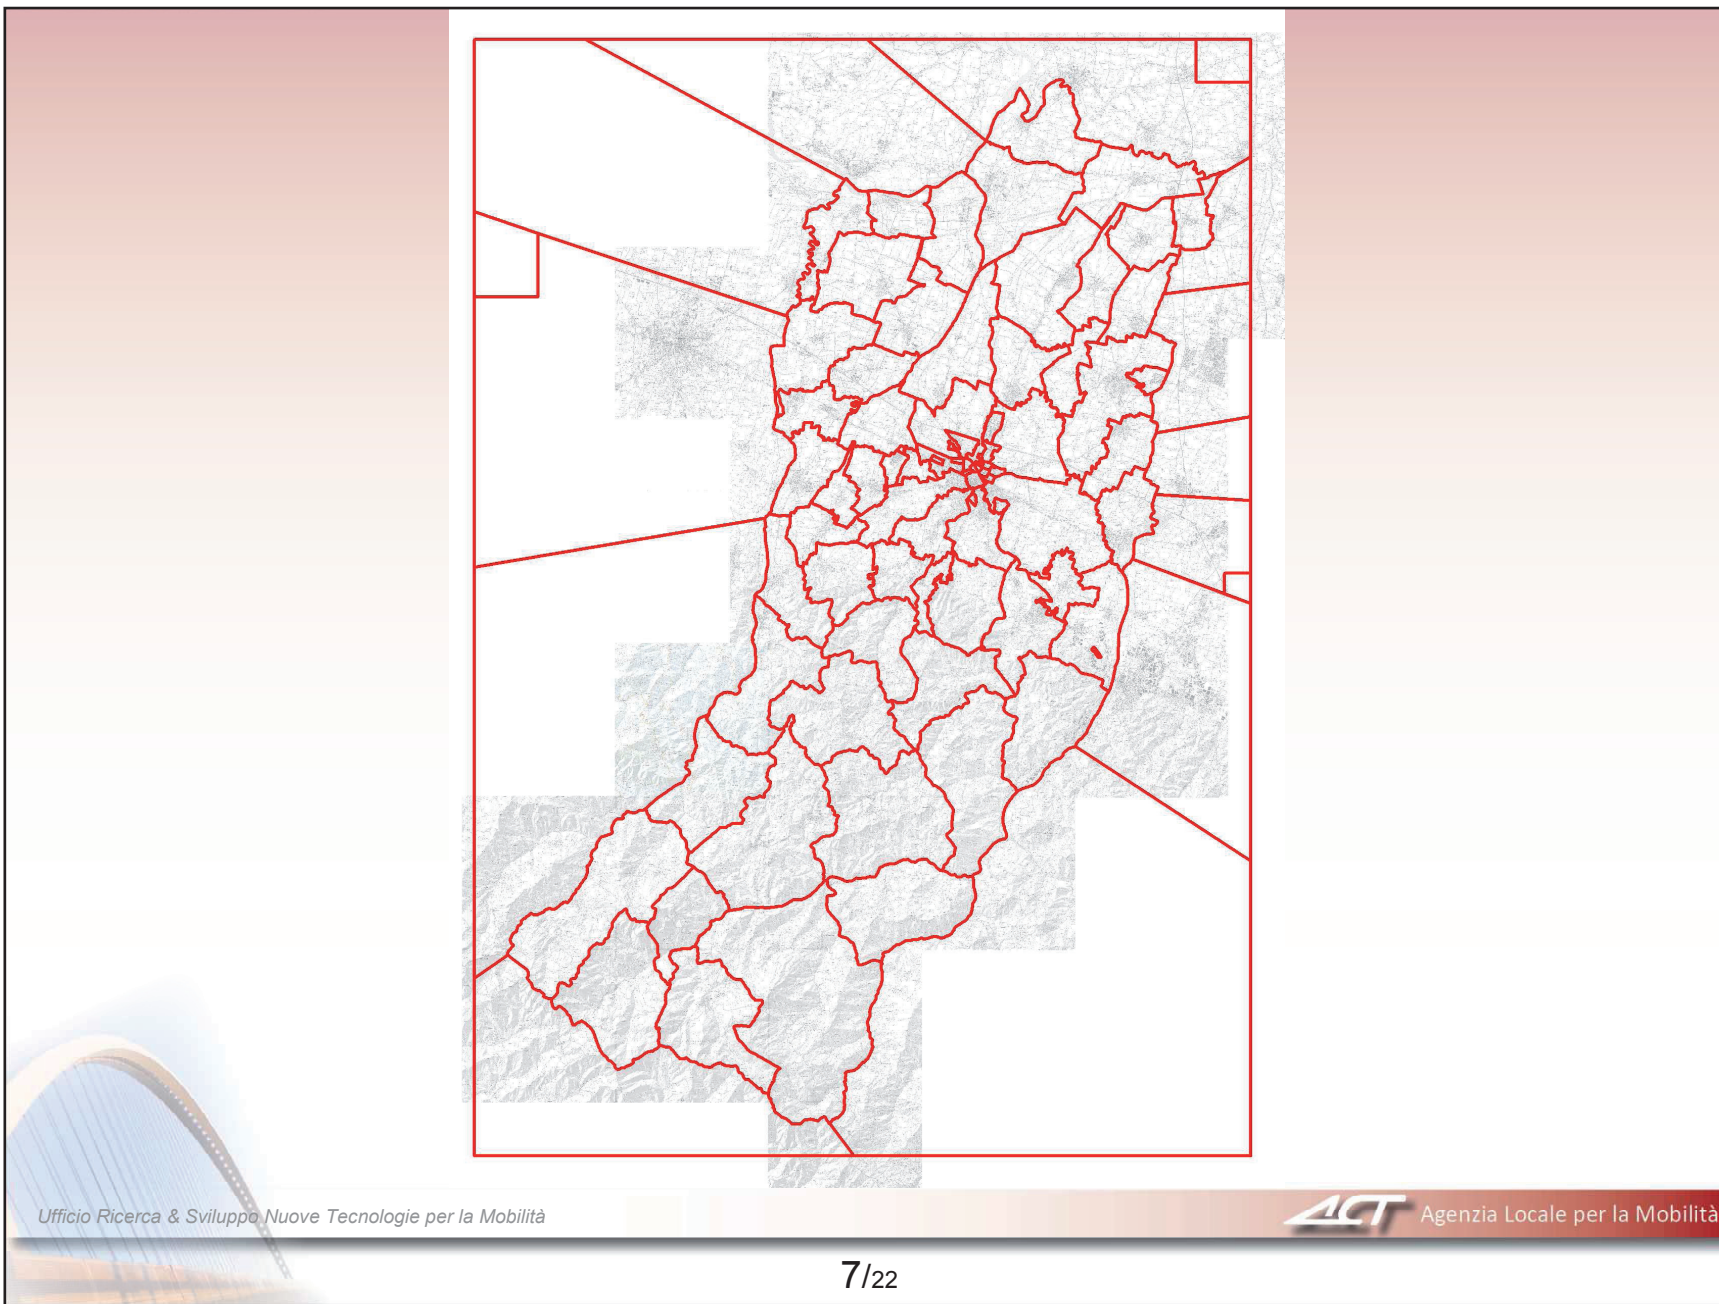 Ufficio Ricerca & Sviluppo Nuove Tecnologie per la Mobilità
ACT Agenzia Locale per la Mobilità
7/22